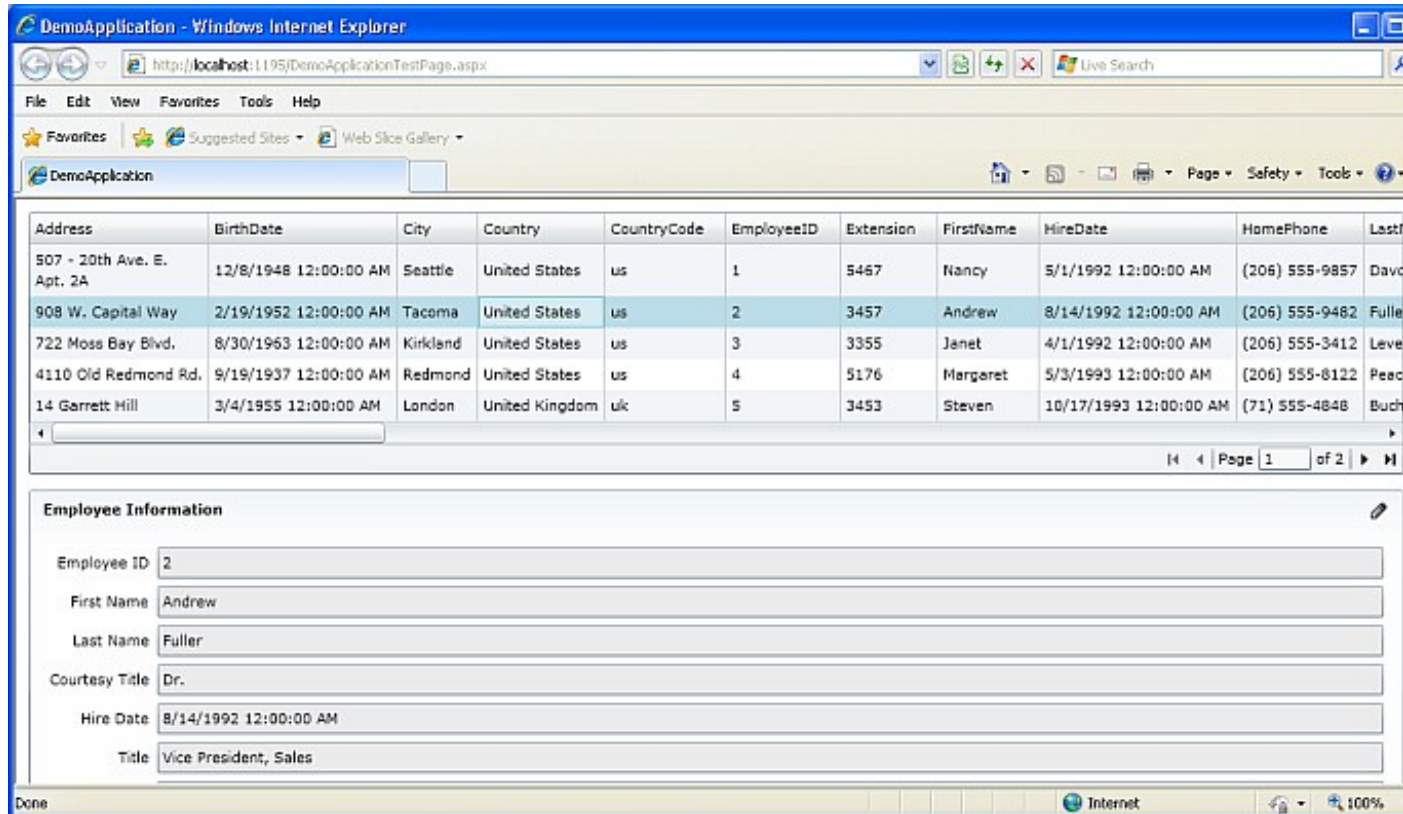 DemoApplication - Windows Internet Explorer
http://localhost:1195/DemoApplicationTestPage.aspx Live Search
File Edit View Favorites Tools Help
Favorites Suggested Sites Web Slice Gallery
DemoApplication Page Safety Tools
Address BirthDate City Country CountryCode EmployeeID Extension FirstName HireDate HomePhone
507 - 20th Ave. E.
Apt. 2A 12/8/1948 12:00:00 AM Seattle United States us 1 5467 Nancy 5/1/1992 12:00:00 AM (206) 555-9857
908 W. Capital Way 2/19/1952 12:00:00 AM Tacoma United States us 2 3457 Andrew 8/14/1992 12:00:00 AM (206) 555-9482 Fulle
722 Moss Bay Blvd. 8/30/1963 12:00:00 AM Kirkland United States us 3 3355 Janet 4/1/1992 12:00:00 AM (206) 555-3412 Leve
4110 Old Redmond Rd. 9/19/1937 12:00:00 AM Redmond United States us 4 5176 Margaret 5/3/1993 12:00:00 AM (206) 555-8122 Peac
14 Garrett Hill 3/4/1955 12:00:00 AM London United Kingdom uk 5 3453 Steven 10/17/1993 12:00:00 AM (71) 555-4848 Buch
Page 1 of 2
Employee Information
Employee ID 2
First Name Andrew
Last Name Fuller
Courtesy Title Dr.
Hire Date 8/14/1992 12:00:00 AM
Title Vice President, Sales
Done Internet 100%